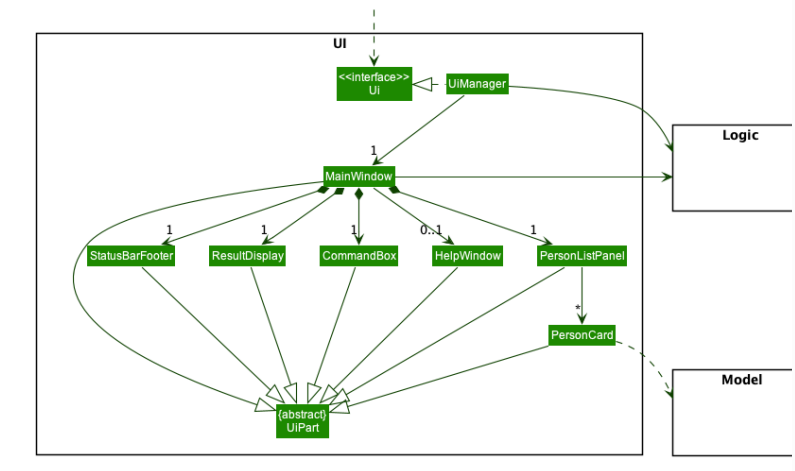 UI
<<interface>>
Ui
UiManager
Logic
1
MainWindow
1
1
1
0..1
1
StatusBarFooter
ResultDisplay
CommandBox
HelpWindow
PersonListPanel
*
PersonCard
Model
{abstract}
UiPart